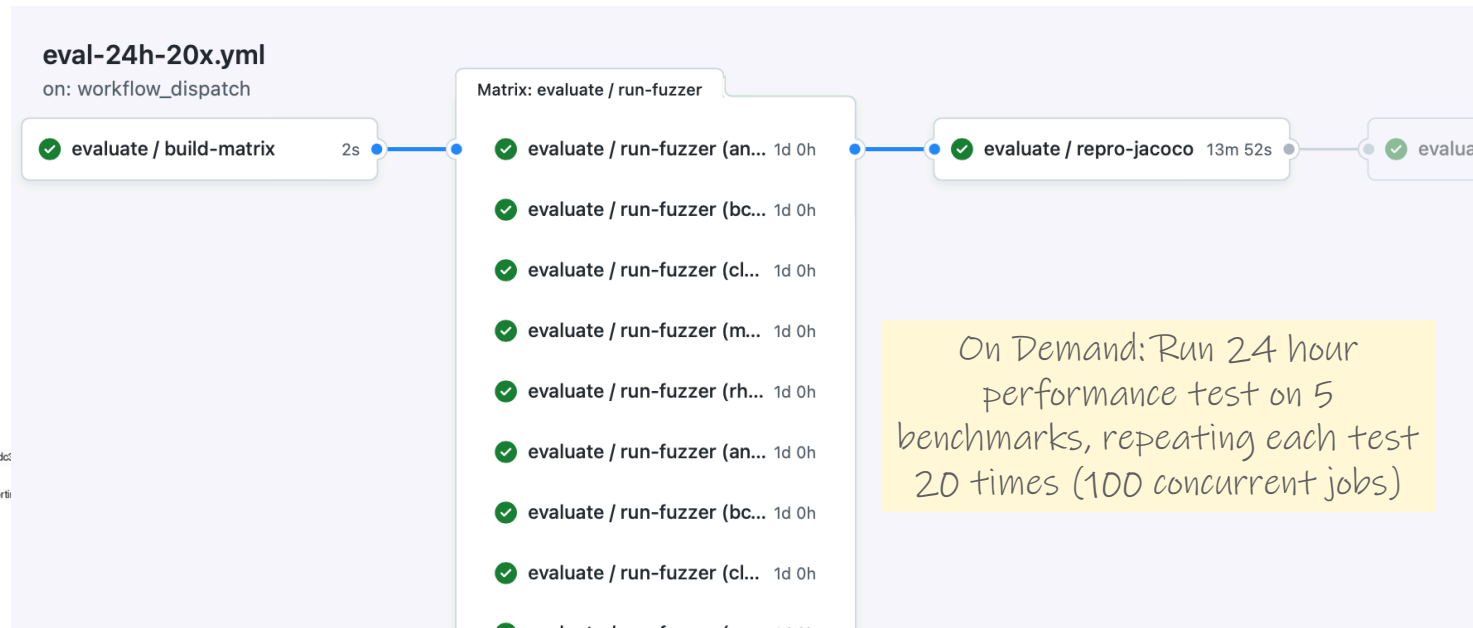 eval-24h-20x.yml
on: workflow_dispatch
Matrix: evaluate / run-fuzzer
evaluate / build-matrix 2s
evaluate / run-fuzzer (an... 1d 0h
evaluate / run-fuzzer (bc... 1d 0h
evaluate / run-fuzzer (cl... 1d 0h
evaluate / run-fuzzer (m... 1d 0h
evaluate / run-fuzzer (rh... 1d 0h
evaluate / run-fuzzer (an... 1d 0h
evaluate / run-fuzzer (bc... 1d 0h
evaluate / run-fuzzer (cl... 1d 0h
evaluate / repro-jacoco 13m 52s
On Demand: Run 24 hour
performance test on 5
benchmarks, repeating each test
20 times (100 concurrent jobs)